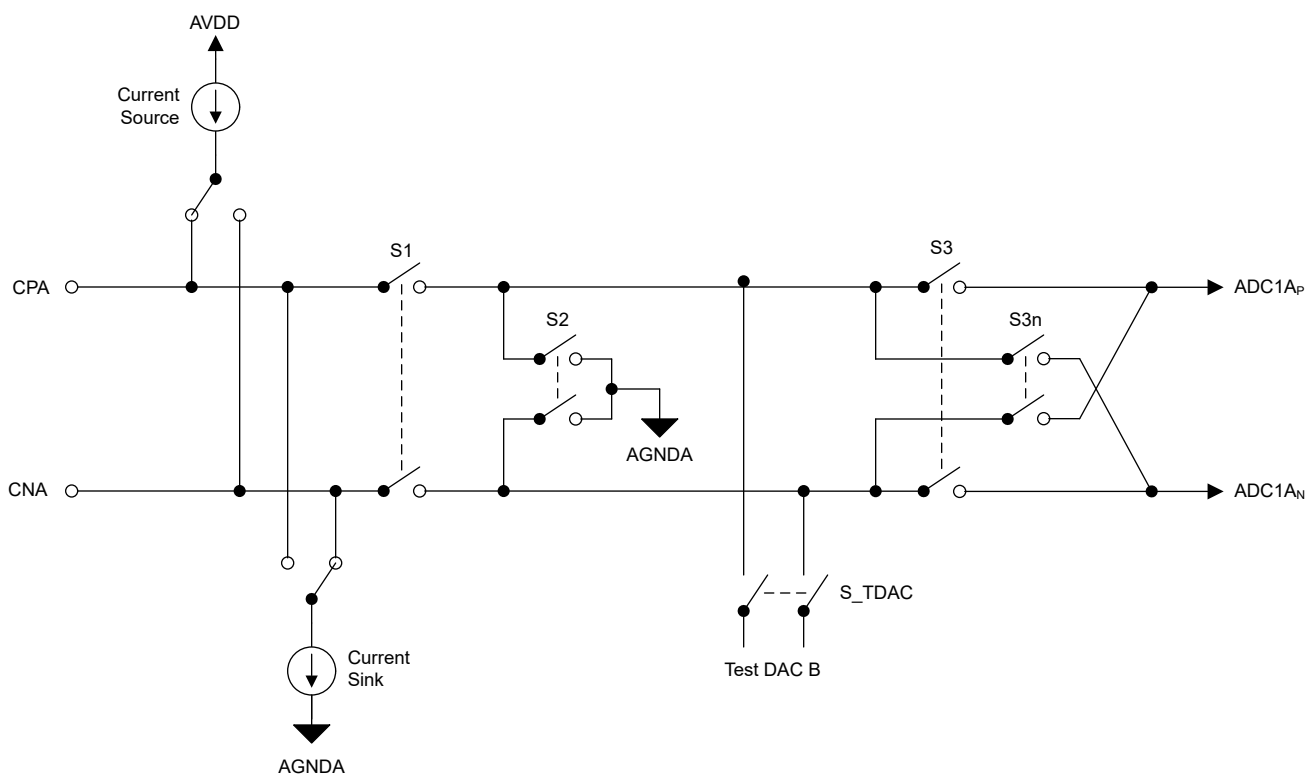 AVDD
Current
Source
S1
S3
CPA
ADC1AP
S2
S3n
AGNDA
CNA
ADC1AN
S_TDAC
Current
Sink
Test DAC B
AGNDA